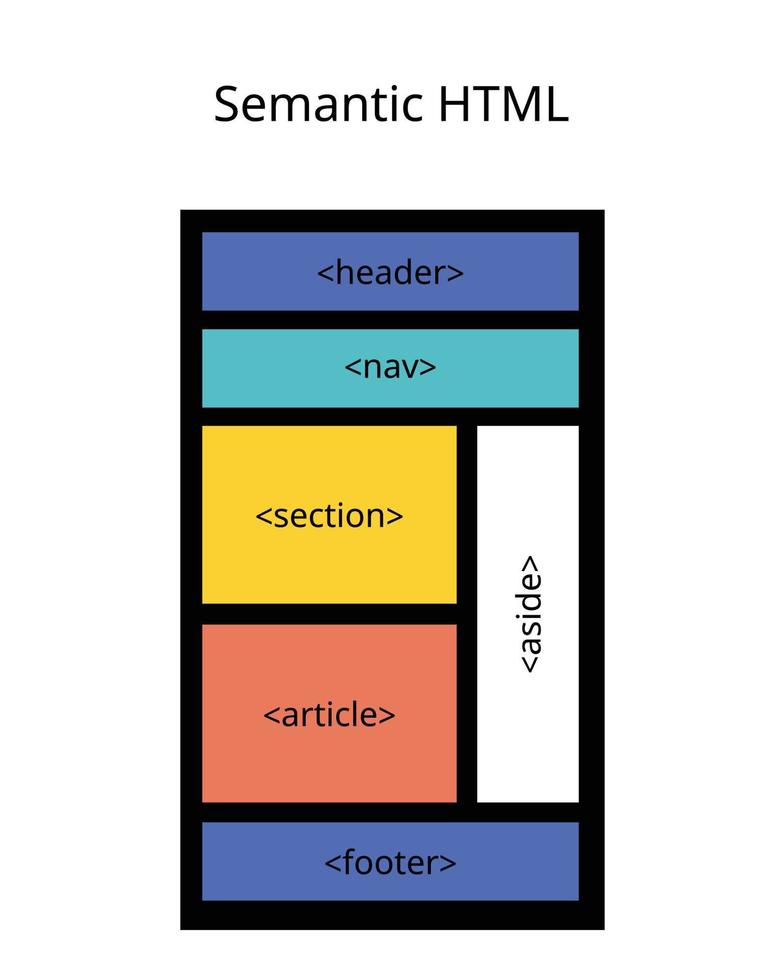 Semantic HTML
<header>
<nav>
<section>
<aside>
<article>
<footer>